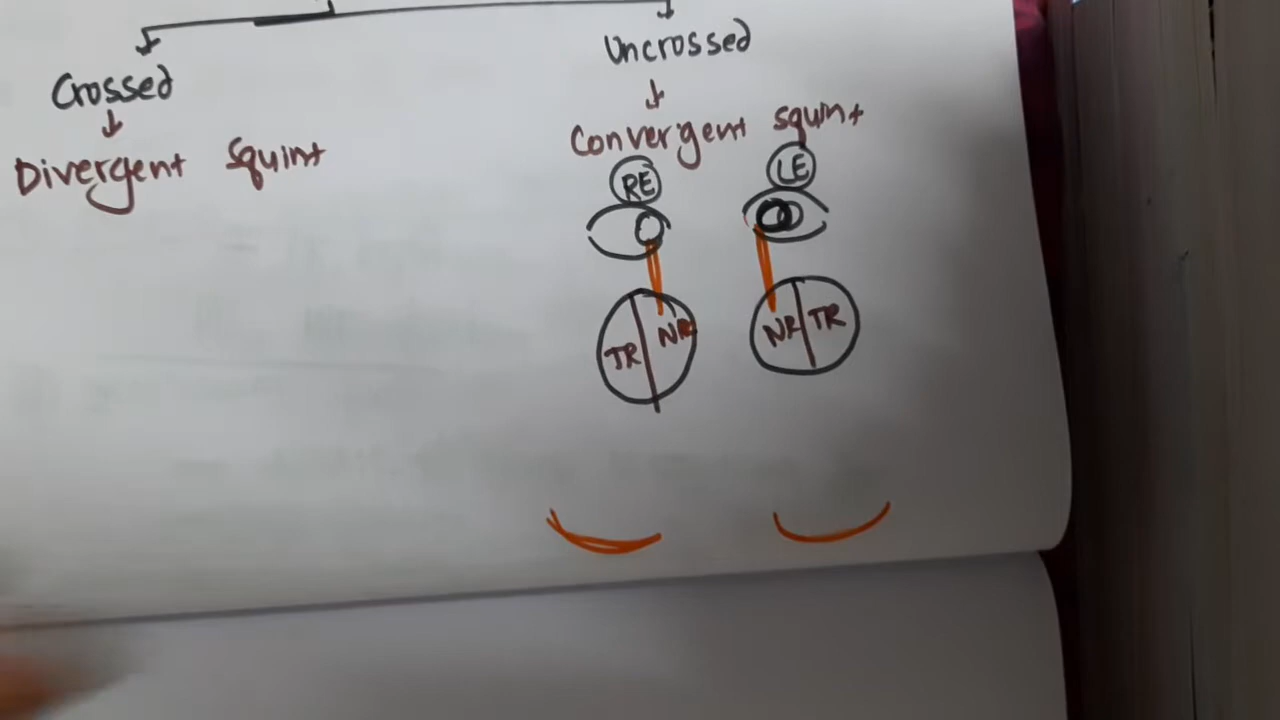 Crossed
Divergent Squint
Uncrossed
Convergent squint
RE
LE
TR NR
NR TR